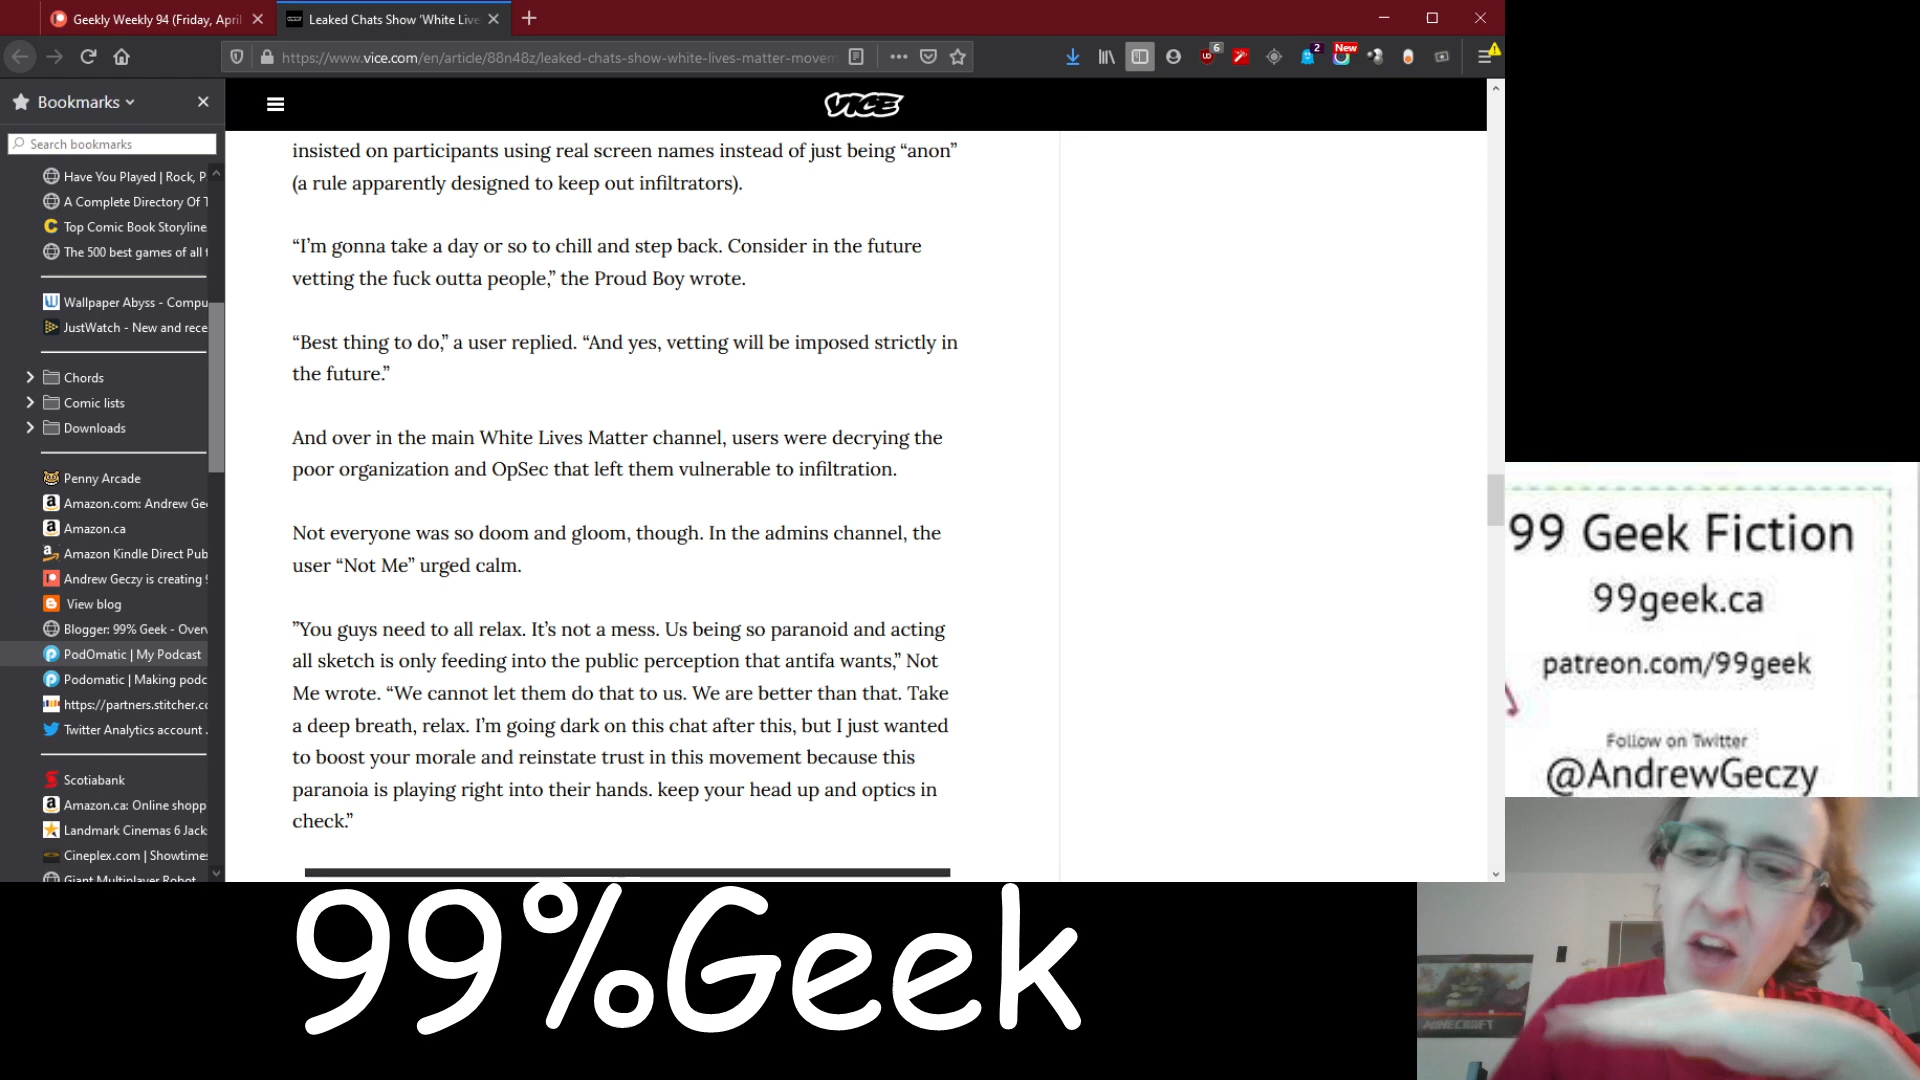 Geekly Weekly 94 (Friday, April
Leaked Chats Show ‘White Live
https://www.vice.com/en/article/88n48z/leaked-chats-show-white-lives-matter-movem
6
2
New
Bookmarks
Search bookmarks
Have You Played | Rock, P
A Complete Directory Of T
Top Comic Book Storyline
The 500 best games of all t
Wallpaper Abyss - Compu
JustWatch - New and rece
Chords
Comic lists
Downloads
Penny Arcade
Amazon.com: Andrew Ge
Amazon.ca
Amazon Kindle Direct Pub
Andrew Geczy is creating 9
View blog
Blogger: 99% Geek - Overv
PodOmatic | My Podcast
Podomatic | Making podc
https://partners.stitcher.co
Twitter Analytics account
Scotiabank
Amazon.ca: Online shopp
Landmark Cinemas 6 Jack
Cineplex.com | Showtimes
Giant Multiplayer Robot
VICE
insisted on participants using real screen names instead of just being “anon”
(a rule apparently designed to keep out infiltrators).
“I’m gonna take a day or so to chill and step back. Consider in the future
vetting the fuck outta people,” the Proud Boy wrote.
“Best thing to do,” a user replied. “And yes, vetting will be imposed strictly in
the future.”
And over in the main White Lives Matter channel, users were decrying the
poor organization and OpSec that left them vulnerable to infiltration.
Not everyone was so doom and gloom, though. In the admins channel, the
user “Not Me” urged calm.
”You guys need to all relax. It’s not a mess. Us being so paranoid and acting
all sketch is only feeding into the public perception that antifa wants,” Not
Me wrote. “We cannot let them do that to us. We are better than that. Take
a deep breath, relax. I’m going dark on this chat after this, but I just wanted
to boost your morale and reinstate trust in this movement because this
paranoia is playing right into their hands. keep your head up and optics in
check.”
99 Geek Fiction
99geek.ca
patreon.com/99geek
Follow on Twitter
@AndrewGeczy
MINECRAFT
99%Geek